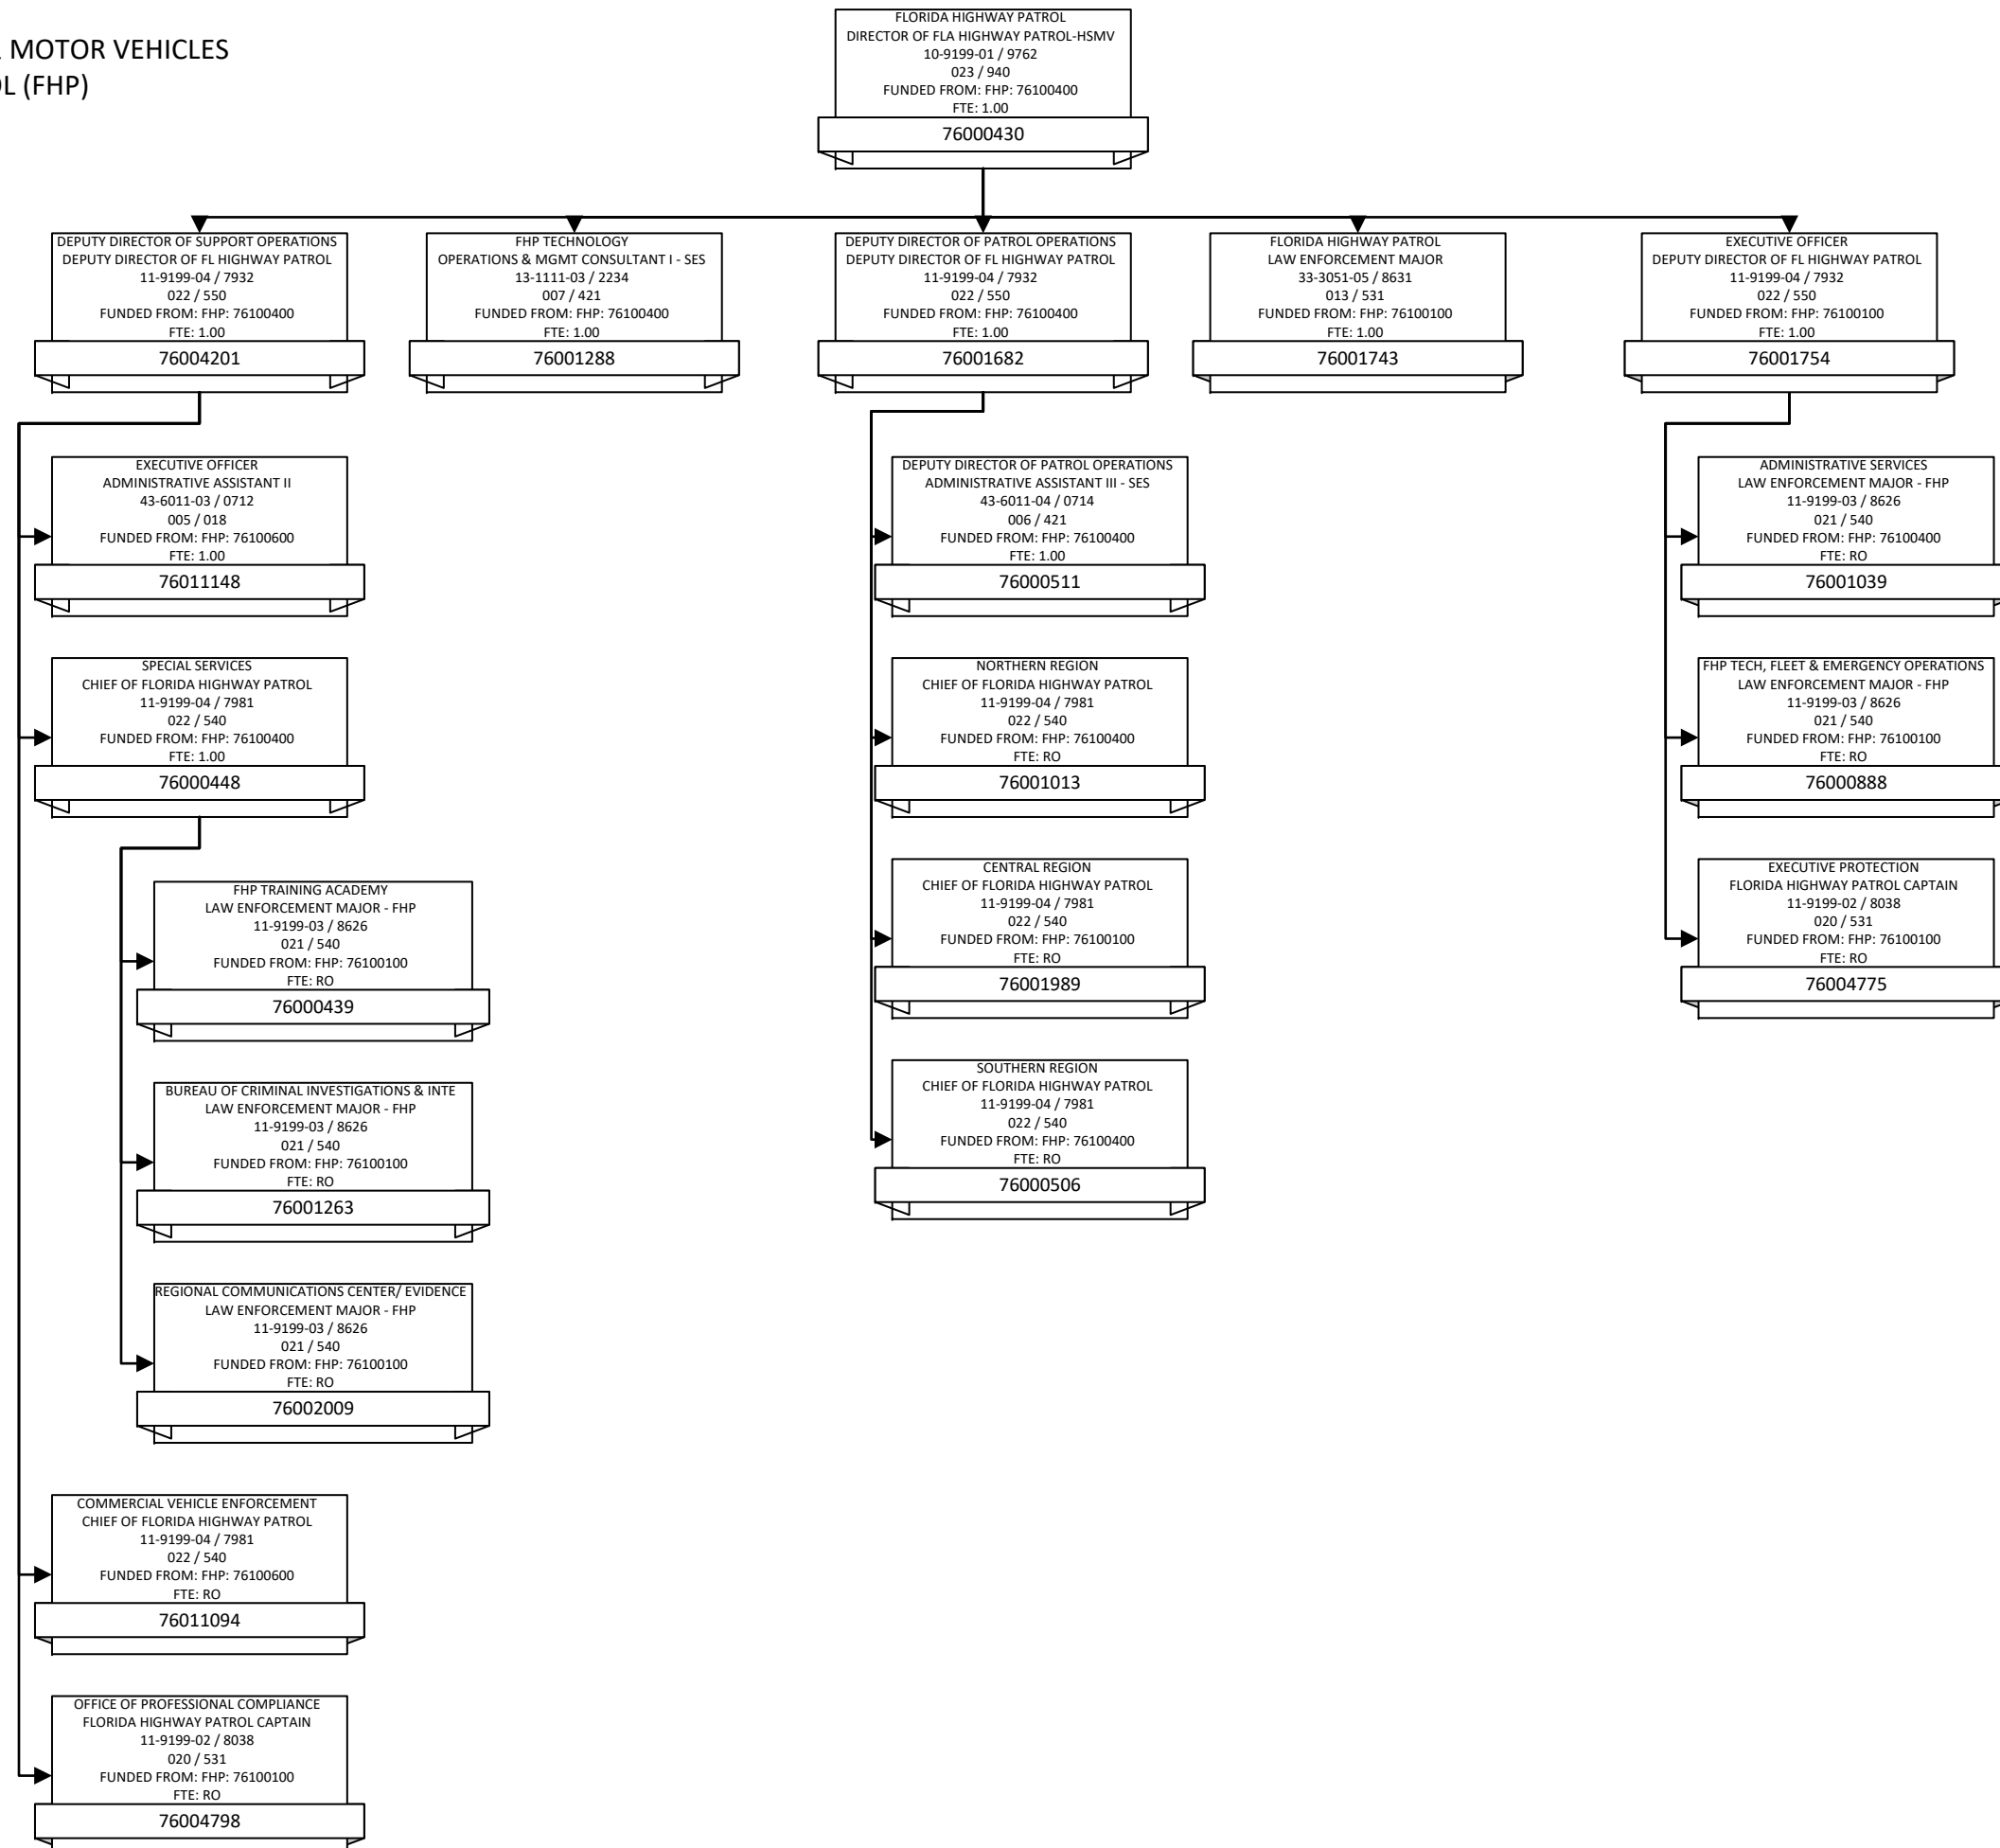 MOTOR VEHICLES
(FHP)
FLORIDA HIGHWAY PATROL
DIRECTOR OF FLA HIGHWAY PATROL-HSMV
10-9199-01 / 9762
023 / 940
FUNDED FROM: FHP: 76100400
FTE: 1.00
76000430
DEPUTY DIRECTOR OF SUPPORT OPERATIONS
DEPUTY DIRECTOR OF FL HIGHWAY PATROL
11-9199-04 / 7932
022 / 550
FUNDED FROM: FHP: 76100400
FTE: 1.00
76004201
FHP TECHNOLOGY
OPERATIONS & MGMT CONSULTANT I - SES
13-1111-03 / 2234
007 / 421
FUNDED FROM: FHP: 76100400
FTE: 1.00
76001288
DEPUTY DIRECTOR OF PATROL OPERATIONS
DEPUTY DIRECTOR OF FL HIGHWAY PATROL
11-9199-04 / 7932
022 / 550
FUNDED FROM: FHP: 76100400
FTE: 1.00
76001682
FLORIDA HIGHWAY PATROL
LAW ENFORCEMENT MAJOR
33-3051-05 / 8631
013 / 531
FUNDED FROM: FHP: 76100100
FTE: 1.00
76001743
EXECUTIVE OFFICER
DEPUTY DIRECTOR OF FL HIGHWAY PATROL
11-9199-04 / 7932
022 / 550
FUNDED FROM: FHP: 76100100
FTE: 1.00
76001754
EXECUTIVE OFFICER
ADMINISTRATIVE ASSISTANT II
43-6011-03 / 0712
005 / 018
FUNDED FROM: FHP: 76100600
FTE: 1.00
76011148
SPECIAL SERVICES
CHIEF OF FLORIDA HIGHWAY PATROL
11-9199-04 / 7981
022 / 540
FUNDED FROM: FHP: 76100400
FTE: 1.00
76000448
FHP TRAINING ACADEMY
LAW ENFORCEMENT MAJOR - FHP
11-9199-03 / 8626
021 / 540
FUNDED FROM: FHP: 76100100
FTE: RO
76000439
BUREAU OF CRIMINAL INVESTIGATIONS & INTE
LAW ENFORCEMENT MAJOR - FHP
11-9199-03 / 8626
021 / 540
FUNDED FROM: FHP: 76100100
FTE: RO
76001263
REGIONAL COMMUNICATIONS CENTER/ EVIDENCE
LAW ENFORCEMENT MAJOR - FHP
11-9199-03 / 8626
021 / 540
FUNDED FROM: FHP: 76100100
FTE: RO
76002009
COMMERCIAL VEHICLE ENFORCEMENT
CHIEF OF FLORIDA HIGHWAY PATROL
11-9199-04 / 7981
022 / 540
FUNDED FROM: FHP: 76100600
FTE: RO
76011094
OFFICE OF PROFESSIONAL COMPLIANCE
FLORIDA HIGHWAY PATROL CAPTAIN
11-9199-02 / 8038
020 / 531
FUNDED FROM: FHP: 76100100
FTE: RO
76004798
DEPUTY DIRECTOR OF PATROL OPERATIONS
ADMINISTRATIVE ASSISTANT III - SES
43-6011-04 / 0714
006 / 421
FUNDED FROM: FHP: 76100400
FTE: 1.00
76000511
NORTHERN REGION
CHIEF OF FLORIDA HIGHWAY PATROL
11-9199-04 / 7981
022 / 540
FUNDED FROM: FHP: 76100400
FTE: RO
76001013
CENTRAL REGION
CHIEF OF FLORIDA HIGHWAY PATROL
11-9199-04 / 7981
022 / 540
FUNDED FROM: FHP: 76100100
FTE: RO
76001989
SOUTHERN REGION
CHIEF OF FLORIDA HIGHWAY PATROL
11-9199-04 / 7981
022 / 540
FUNDED FROM: FHP: 76100400
FTE: RO
76000506
ADMINISTRATIVE SERVICES
LAW ENFORCEMENT MAJOR - FHP
11-9199-03 / 8626
021 / 540
FUNDED FROM: FHP: 76100400
FTE: RO
76001039
FHP TECH, FLEET & EMERGENCY OPERATIONS
LAW ENFORCEMENT MAJOR - FHP
11-9199-03 / 8626
021 / 540
FUNDED FROM: FHP: 76100100
FTE: RO
76000888
EXECUTIVE PROTECTION
FLORIDA HIGHWAY PATROL CAPTAIN
11-9199-02 / 8038
020 / 531
FUNDED FROM: FHP: 76100100
FTE: RO
76004775